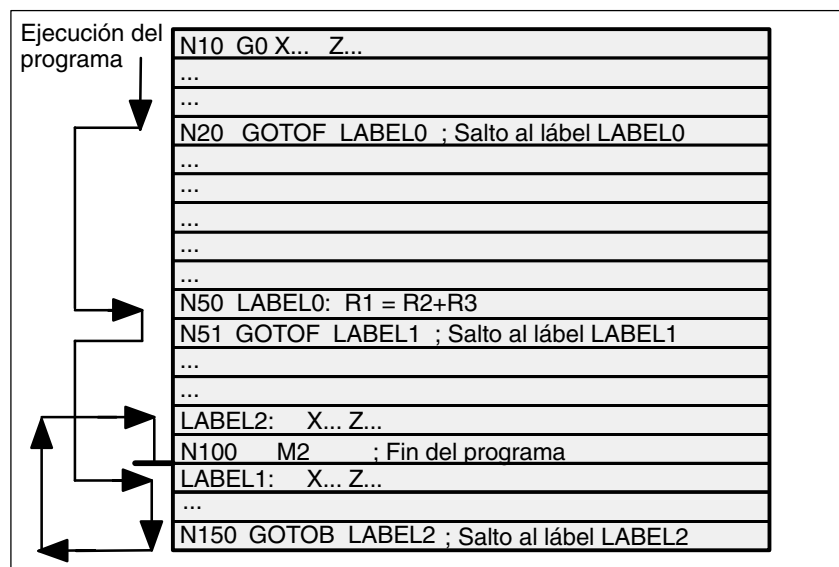 Ejecución del
programa
N10 G0 X... Z...
...
...
N20 GOTOF LABEL0 ; Salto al lábel LABEL0
...
...
...
...
...
N50 LABEL0: R1 = R2+R3
N51 GOTOF LABEL1 ; Salto al lábel LABEL1
...
...
LABEL2: X... Z...
N100 M2 ; Fin del programa
LABEL1: X... Z...
...
N150 GOTOB LABEL2 ; Salto al lábel LABEL2